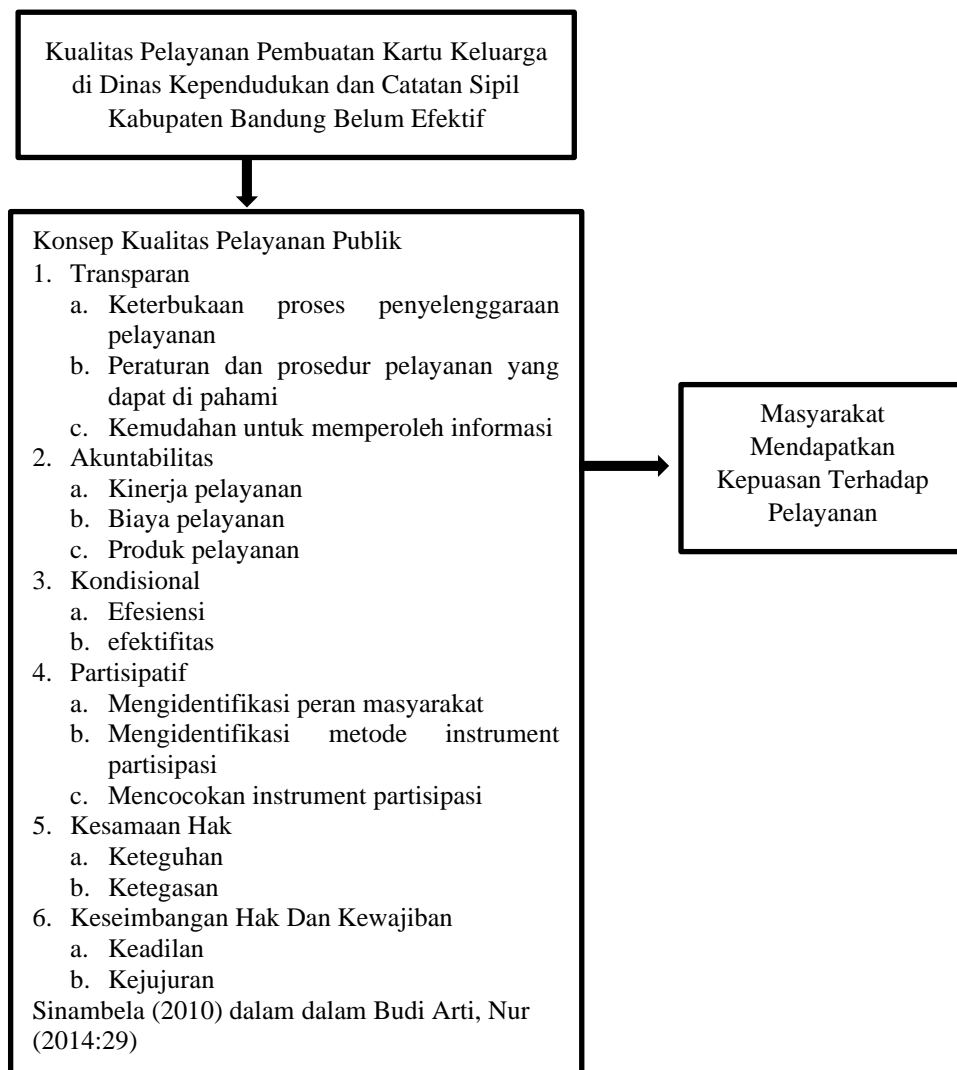 Kualitas Pelayanan Pembuatan Kartu Keluarga
di Dinas Kependudukan dan Catatan Sipil
Kabupaten Bandung Belum Efektif
Konsep Kualitas Pelayanan Publik
1. Transparan
a. Keterbukaan proses penyelenggaraan
pelayanan
b. Peraturan dan prosedur pelayanan yang
dapat di pahami
c. Kemudahan untuk memperoleh informasi
2. Akuntabilitas
a. Kinerja pelayanan
b. Biaya pelayanan
c. Produk pelayanan
3. Kondisional
a. Efesiensi
b. efektifitas
4. Partisipatif
a. Mengidentifikasi peran masyarakat
b. Mengidentifikasi metode instrument
partisipasi
c. Mencocokan instrument partisipasi
5. Kesamaan Hak
a. Keteguhan
b. Ketegasan
6. Keseimbangan Hak Dan Kewajiban
a. Keadilan
b. Kejujuran
Sinambela (2010) dalam dalam Budi Arti, Nur
(2014:29)
Masyarakat
Mendapatkan
Kepuasan Terhadap
Pelayanan